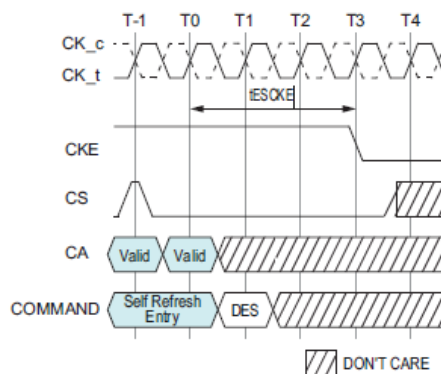 T-1 T0 T1 T2 T3 T4
CK_c
CK_t
tESCKE
CKE
CS
CA Valid Valid
COMMAND Self Refresh Entry DES
DON'T CARE